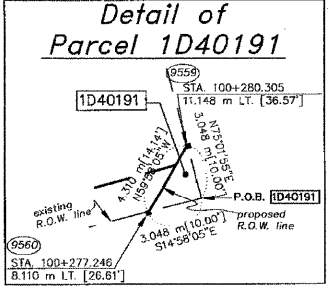 Detail of
Parcel 1D40191
9559
STA. 100+280.305
11.148 m LT. [36.57']
1D40191
N75°01'55"E
3.048 m[10.00']
4.310 m[14.14']
N59°58'05"W
existing
R.O.W. line
P.O.B. 1D40191
proposed
R.O.W. line
3.048 m[10.00']
S14°58'05"E
9560
STA. 100+277.246
8.110 m LT. [26.61']